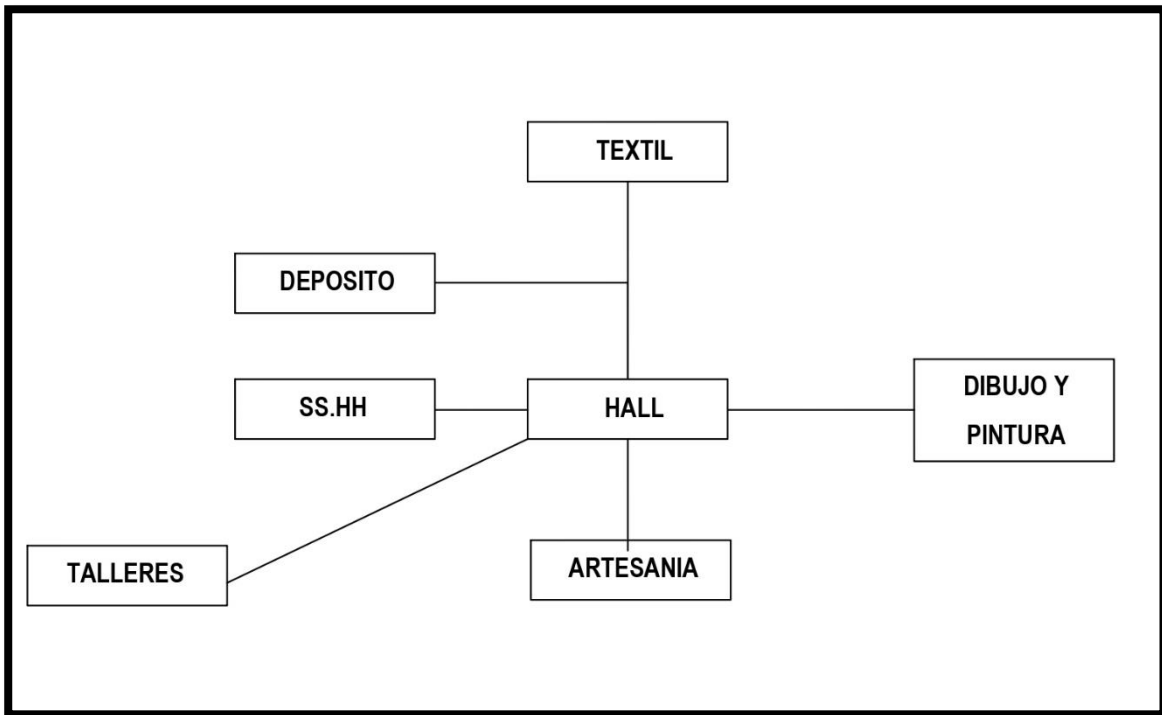 TEXTIL
DEPOSITO
SS.HH
HALL
DIBUJO Y
PINTURA
TALLERES
ARTESANIA